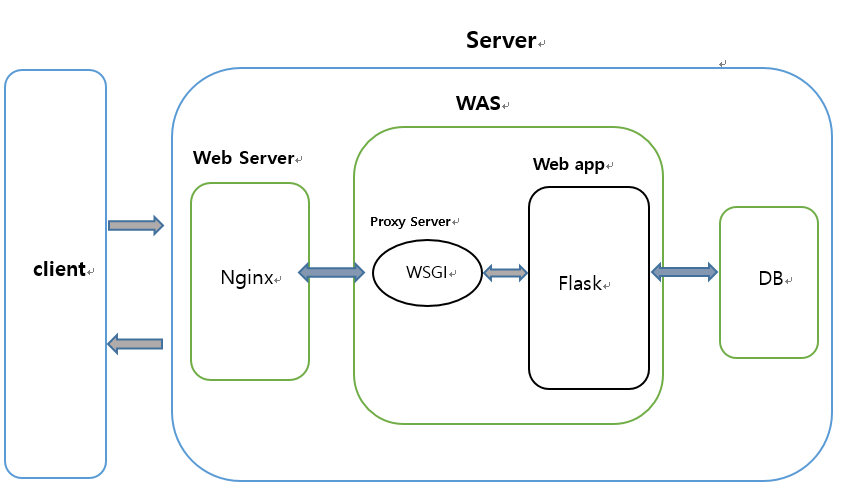 Server
WAS
Web Server
Web app
Proxy Server
client
Nginx
WSGI
Flask
DB